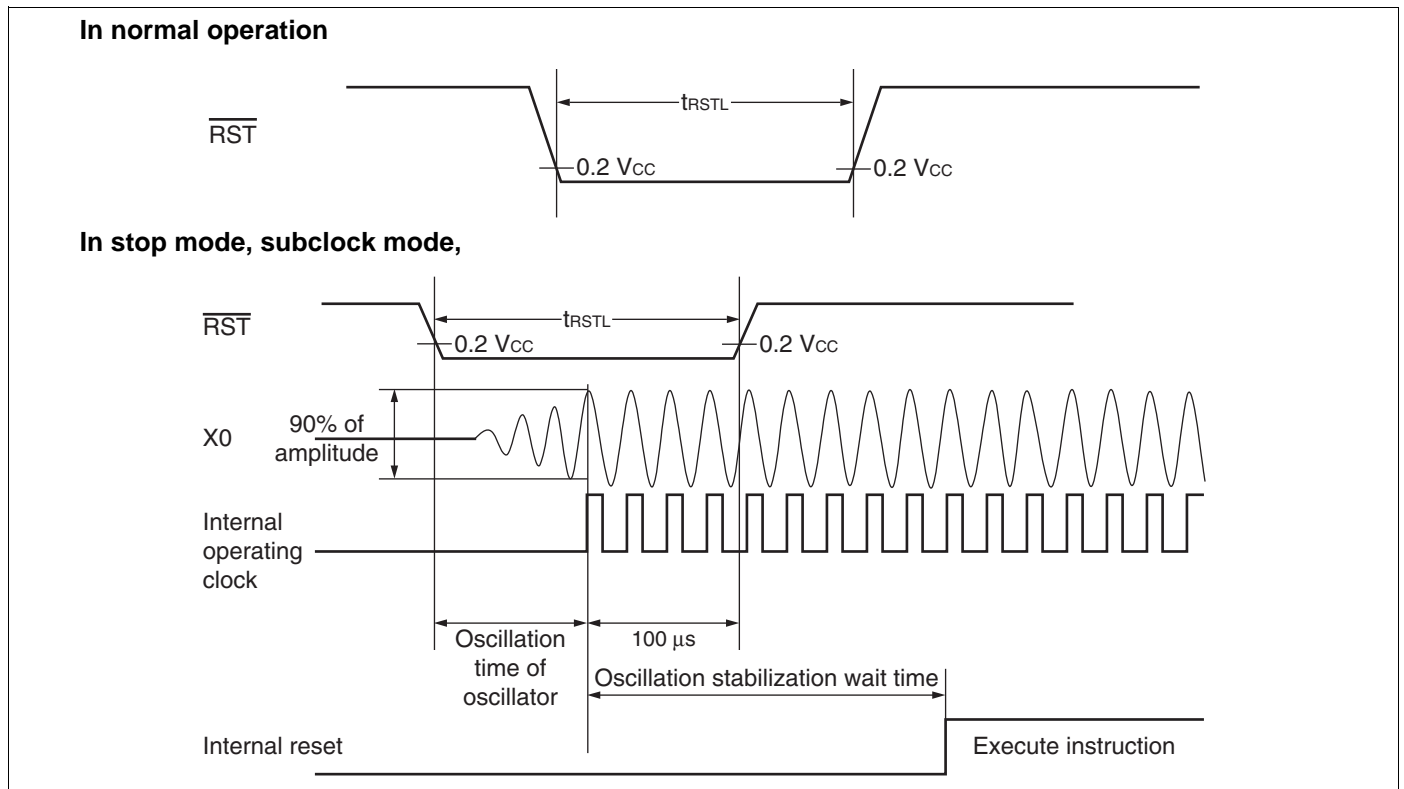 In normal operation
tRSTL
RST
0.2 VCC
0.2 VCC
In stop mode, subclock mode,
tRSTL
RST
0.2 VCC
0.2 VCC
X0
90% of
amplitude
Internal
operating
clock
Oscillation
time of
oscillator
100 μs
Oscillation stabilization wait time
Internal reset
Execute instruction